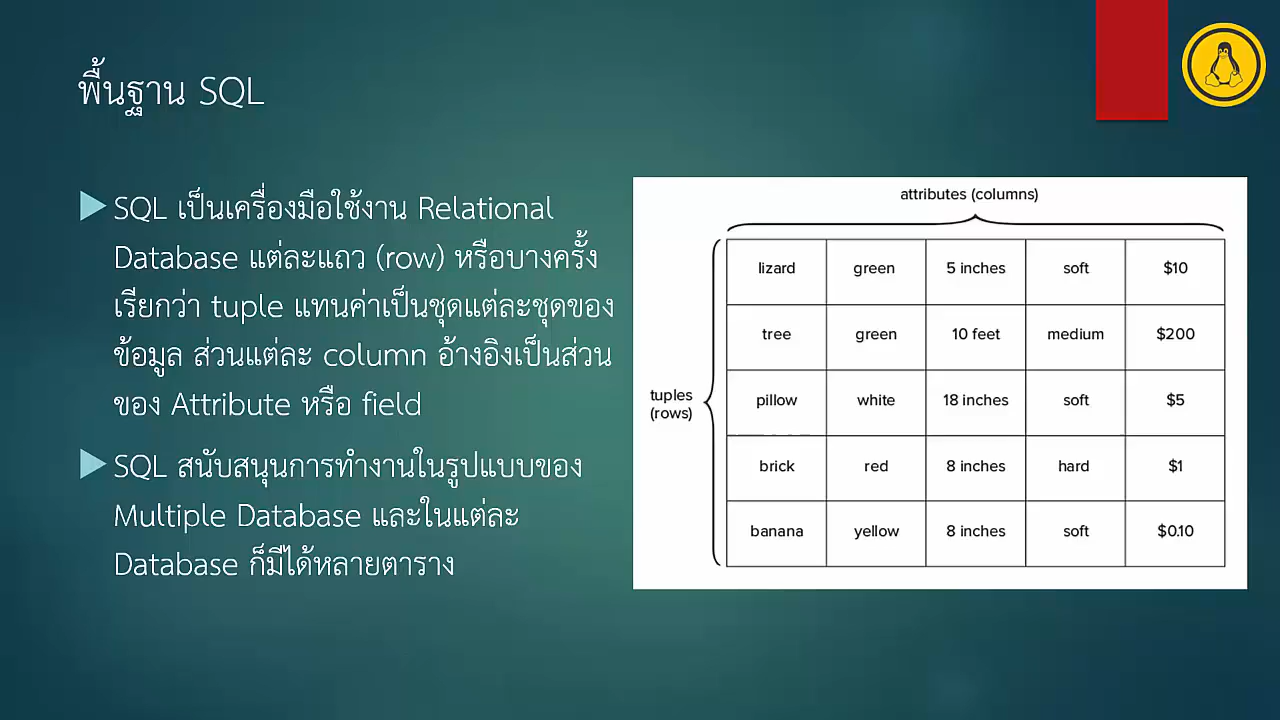 พื้นฐาน SQL
SQL เป็นเครื่องมือใช้งาน Relational
Database แต่ละแถว (row) หรือบางครั้ง
เรียกว่า tuple แทนค่าเป็นชุดแต่ละชุดของ
ข้อมูล ส่วนแต่ละ column อ้างอิงเป็นส่วน
ของ Attribute หรือ field
SQL สนับสนุนการทำงานในรูปแบบของ
Multiple Database และในแต่ละ
Database ก็มีได้หลายตาราง
attributes (columns)
tuples
(rows)
lizard green 5 inches soft $10
tree green 10 feet medium $200
pillow white 18 inches soft $5
brick red 8 inches hard $1
banana yellow 8 inches soft $0.10